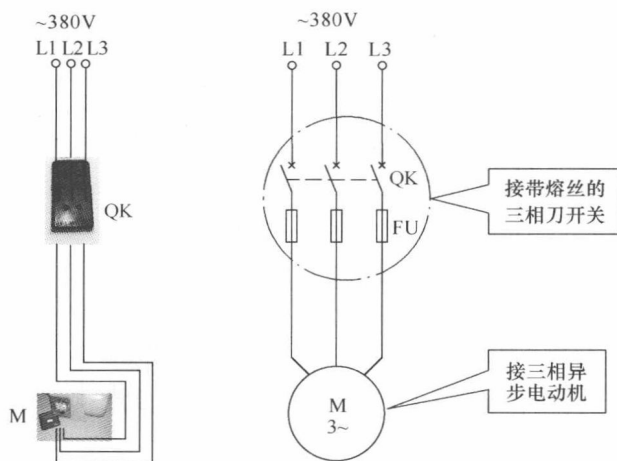 ~380V
L1 L2 L3
QK
M
~380V
L1 L2 L3
QK
FU
M
3~
接带熔丝的
三相刀开关
接三相异
步电动机